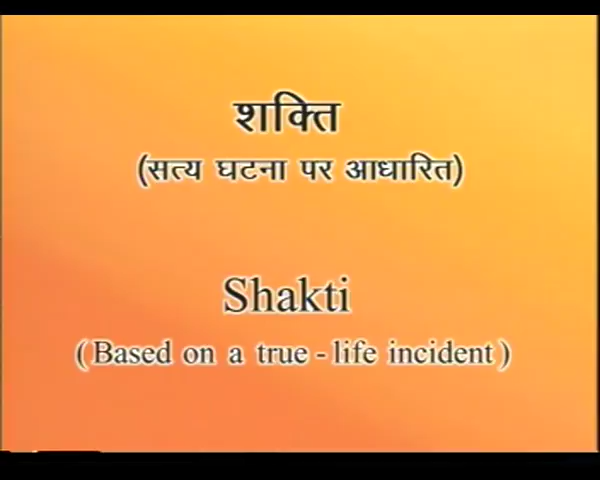 शक्ति
(सत्य घटना पर आधारित)
Shakti
(Based on a true - life incident)